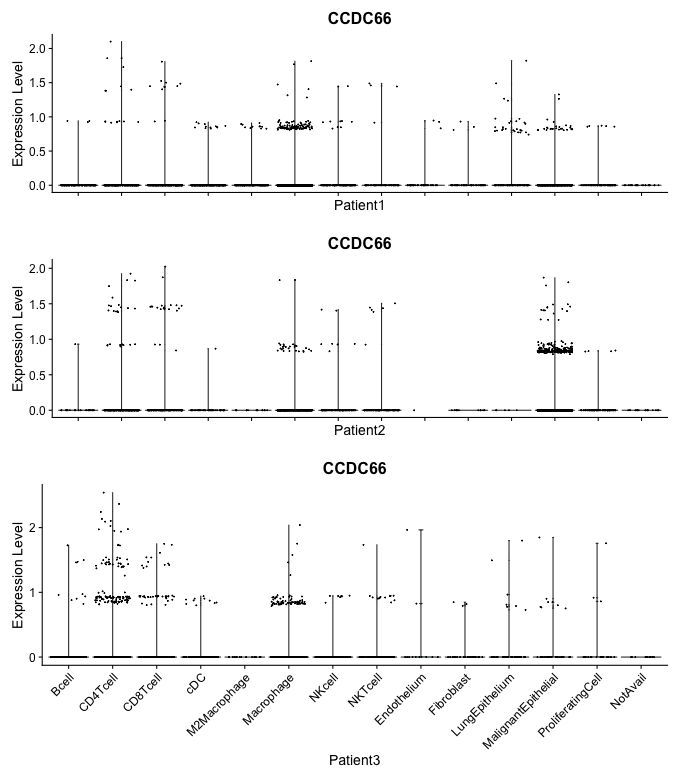 CCDC66
Expression Level
2.0
1.5
1.0
0.5
0.0
Patient1
CCDC66
Expression Level
2.0
1.5
1.0
0.5
0.0
Patient2
CCDC66
Expression Level
2
1
0
Bcell
CD4Tcell
CD8Tcell
cDC
M2Macrophage
Macrophage
NKcell
NKTcell
Endothelium
Fibroblast
LungEpithelium
MalignantEpithelial
ProliferatingCell
NotAvail
Patient3